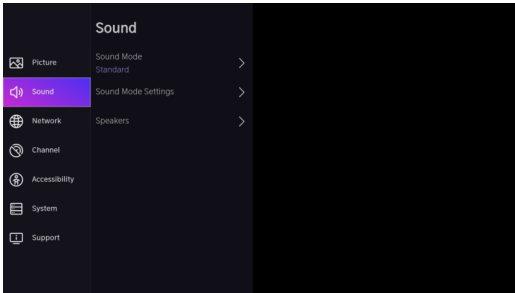 Sound
Picture
Sound
Network
Channel
Accessibility
System
Support
Sound Mode
Standard
Sound Mode Settings
Speakers